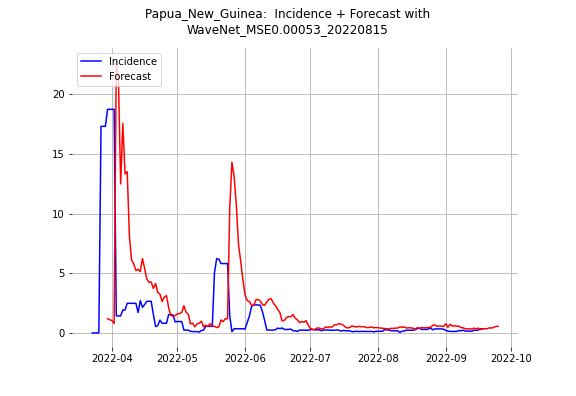 Papua_New_Guinea:  Incidence + Forecast with
WaveNet_MSE0.00053_20220815
Incidence
Forecast
20
15
10
5
0
2022-04 2022-05 2022-06 2022-07 2022-08 2022-09 2022-10